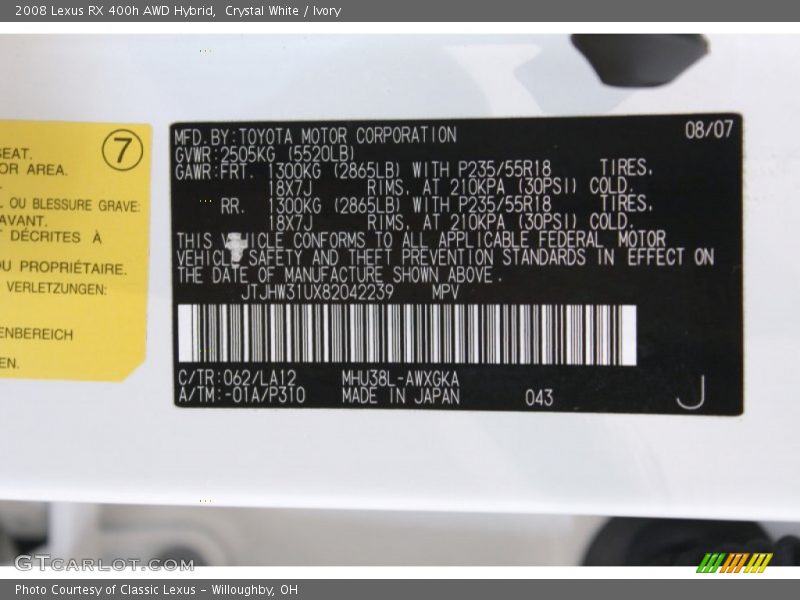 2008 Lexus RX 400h AWD Hybrid,  Crystal White / Ivory
7
SEAT.
OR AREA.
OU BLESSURE GRAVE:
AVANT.
DÉCRITES À
PROPRIÉTAIRE.
VERLETZUNGEN:
ENBEREICH
EN.
MFD.BY:TOYOTA MOTOR CORPORATION 08/07
GVWR:2505KG (5520LB)
GAWR:FRT. 1300KG (2865LB) WITH P235/55R18 TIRES,
18X7J RIMS, AT 210KPA (30PSI) COLD.
RR. 1300KG (2865LB) WITH P235/55R18 TIRES,
18X7J RIMS, AT 210KPA (30PSI) COLD.
THIS VEHICLE CONFORMS TO ALL APPLICABLE FEDERAL MOTOR
VEHICLE SAFETY AND THEFT PREVENTION STANDARDS IN EFFECT ON
THE DATE OF MANUFACTURE SHOWN ABOVE.
JTJHW31UX82042239 MPV
C/TR:062/LA12 MHU38L-AWXGKA
A/TM:-01A/P310 MADE IN JAPAN 043 J
GTCARLOT.COM
Photo Courtesy of Classic Lexus - Willoughby, OH